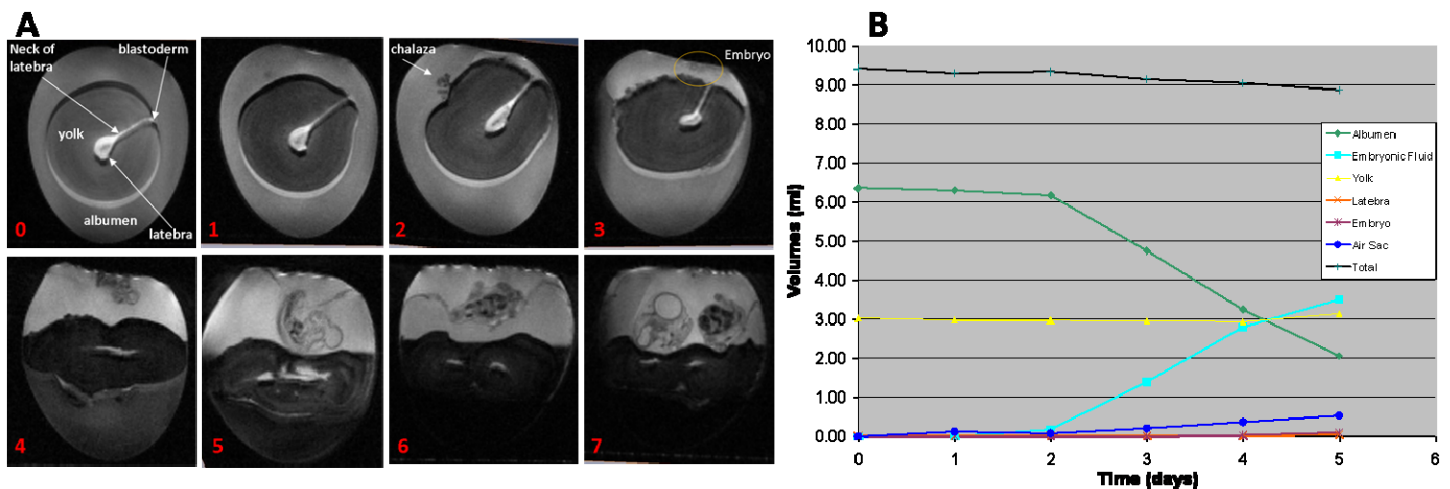 A
Neck of
latebra
blastoderm
yolk
albumen
latebra
0
1
chalaza
2
Embryo
3
4
5
6
7
B
Volumes (ml)
10.00
9.00
8.00
7.00
6.00
5.00
4.00
3.00
2.00
1.00
0.00
Albumen
Embryonic Fluid
Yolk
Latebra
Embryo
Air Sac
Total
0 1 2 3 4 5 6
Time (days)